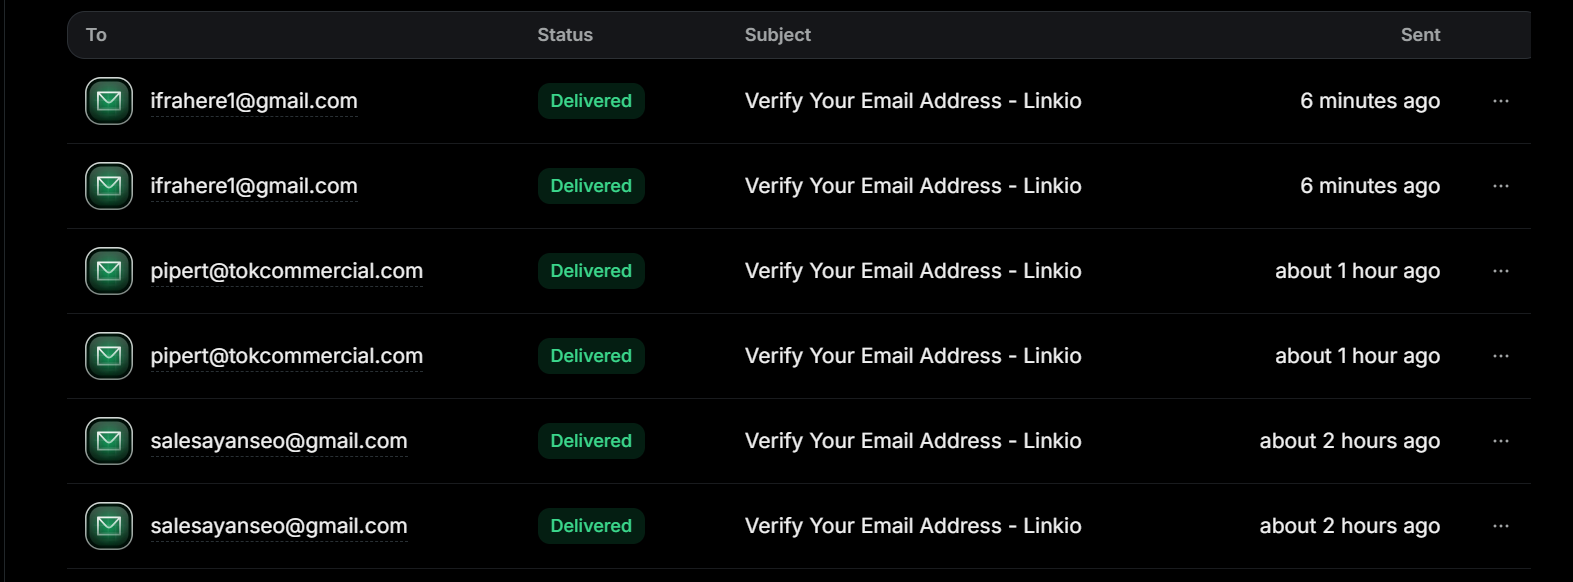 To Status Subject Sent
ifrahere1@gmail.com Delivered Verify Your Email Address - Linkio 6 minutes ago
ifrahere1@gmail.com Delivered Verify Your Email Address - Linkio 6 minutes ago
pipert@tokcommercial.com Delivered Verify Your Email Address - Linkio about 1 hour ago
pipert@tokcommercial.com Delivered Verify Your Email Address - Linkio about 1 hour ago
salesayanseo@gmail.com Delivered Verify Your Email Address - Linkio about 2 hours ago
salesayanseo@gmail.com Delivered Verify Your Email Address - Linkio about 2 hours ago